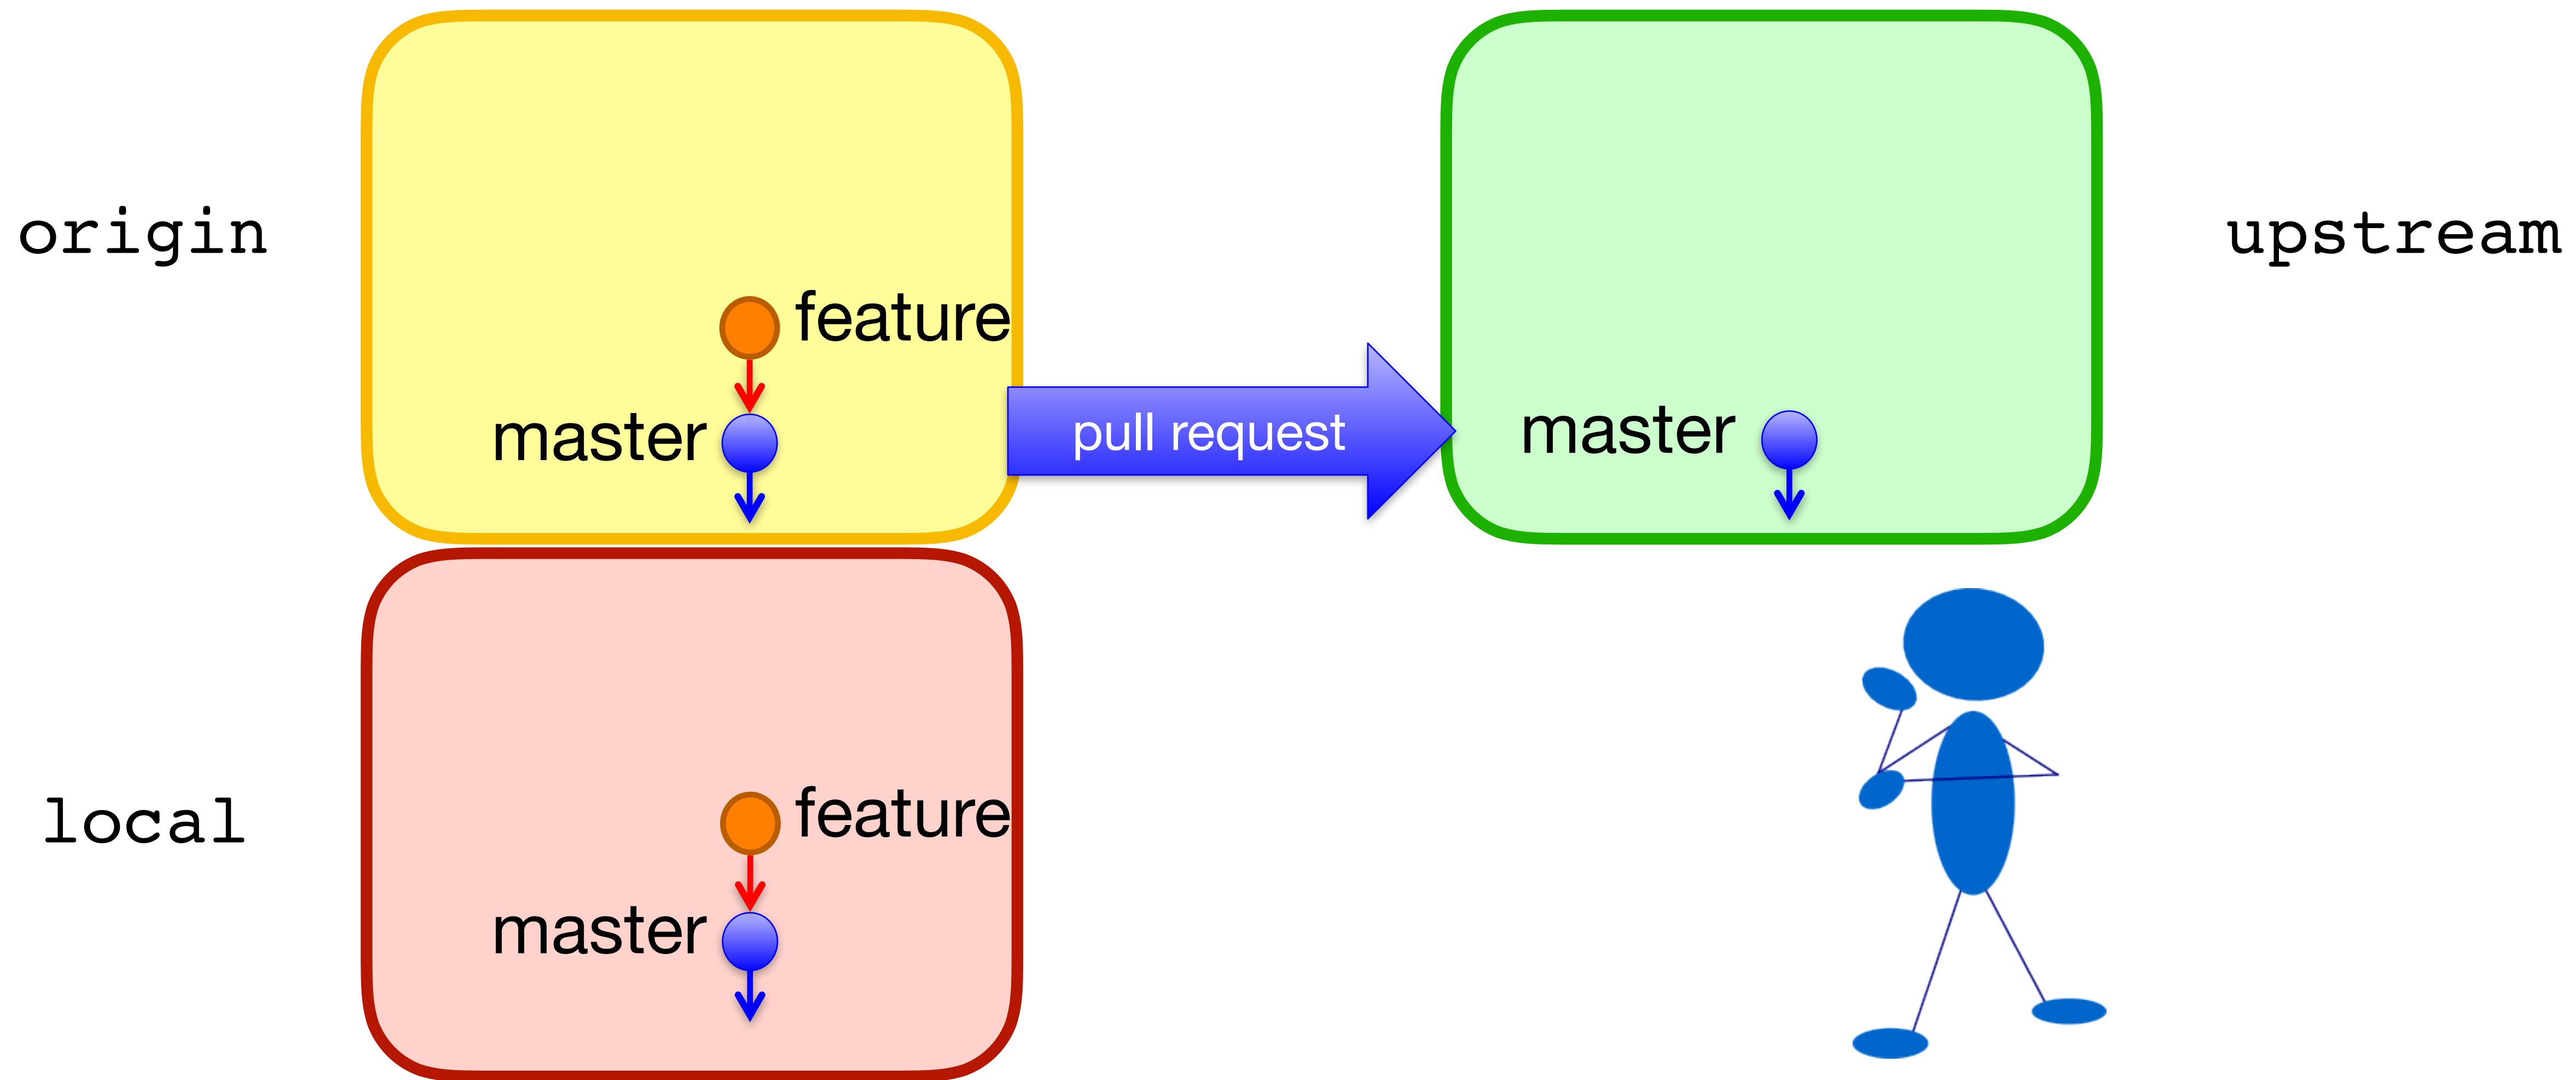 origin
feature
master
pull request
master
upstream
local
feature
master